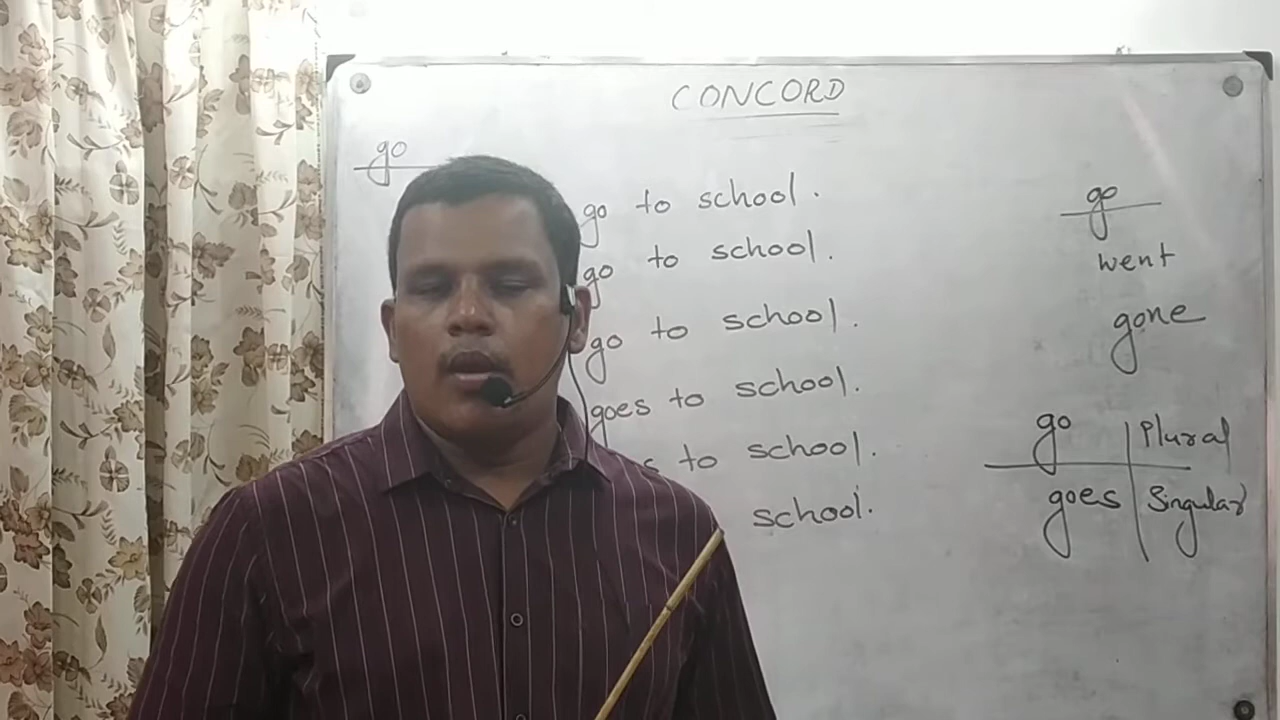 CONCORD
go
go to school.
go to school.
go to school.
goes to school.
s to school.
school.
go
went
gone
go Plural
goes Singular